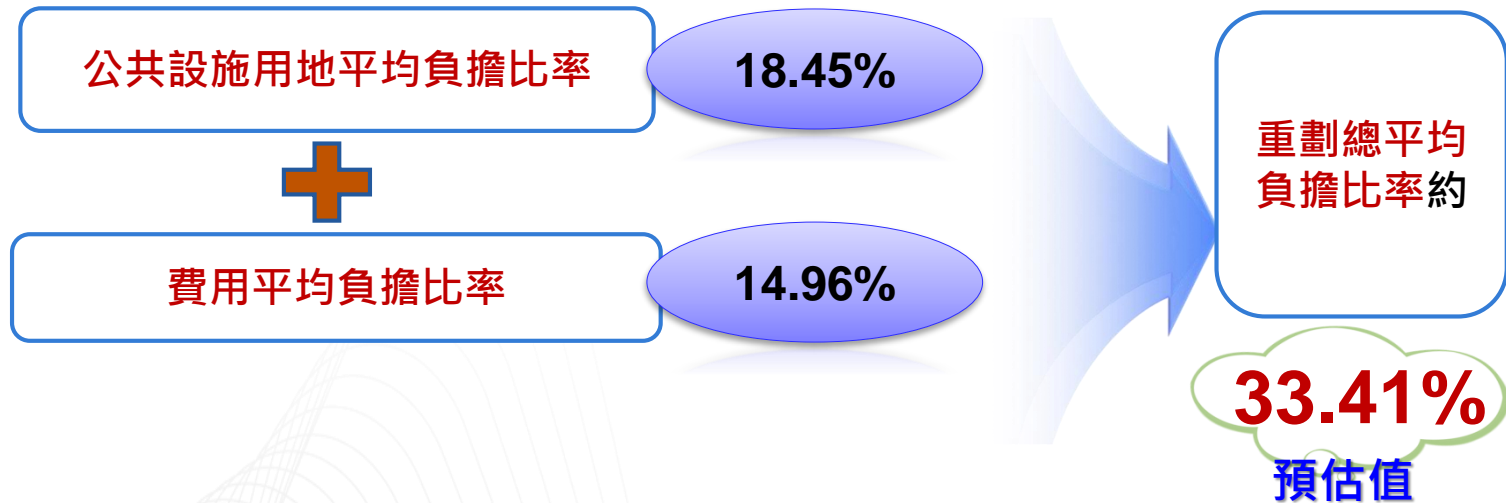 公共設施用地平均負擔比率
18.45%
費用平均負擔比率
14.96%
重劃總平均
負擔比率約
33.41%
預估值